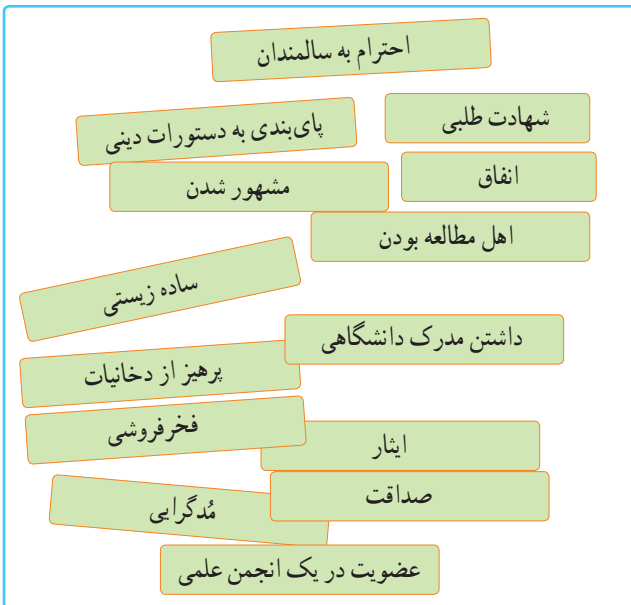 احترام به سالمندان
شهادت طلبی
پای‌بندی به دستورات دینی
انفاق
مشهور شدن
اهل مطالعه بودن
ساده زیستی
داشتن مدرک دانشگاهی
پرهیز از دخانیات
فخرفروشی
ایثار
صداقت
مُدگرایی
عضویت در یک انجمن علمی